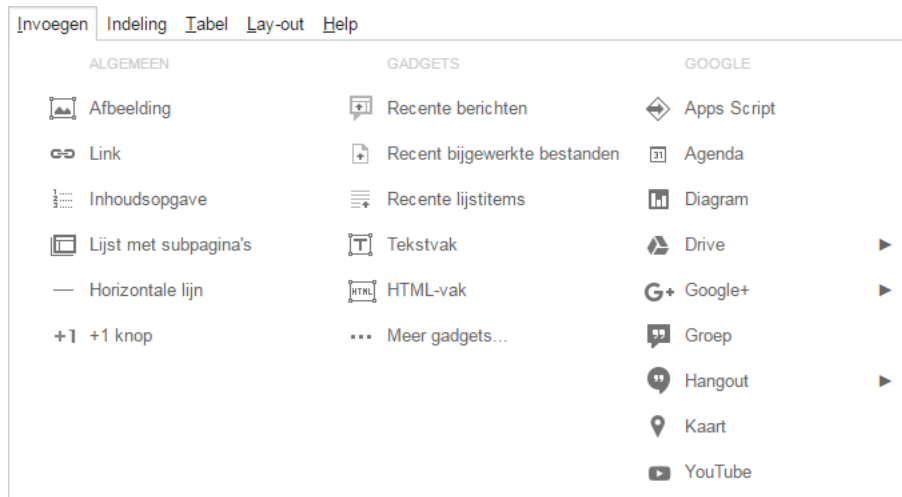 Invoegen Indeling Tabel Lay-out Help
ALGEMEEN
Afbeelding
Link
Inhoudsopgave
Lijst met subpagina's
Horizontale lijn
+1 +1 knop
GADGETS
Recente berichten
Recent bijgewerkte bestanden
Recente lijstitems
T Tekstvak
HTML HTML-vak
Meer gadgets...
GOOGLE
Apps Script
31 Agenda
Diagram
Drive
G+ Google+
Groep
Hangout
Kaart
YouTube